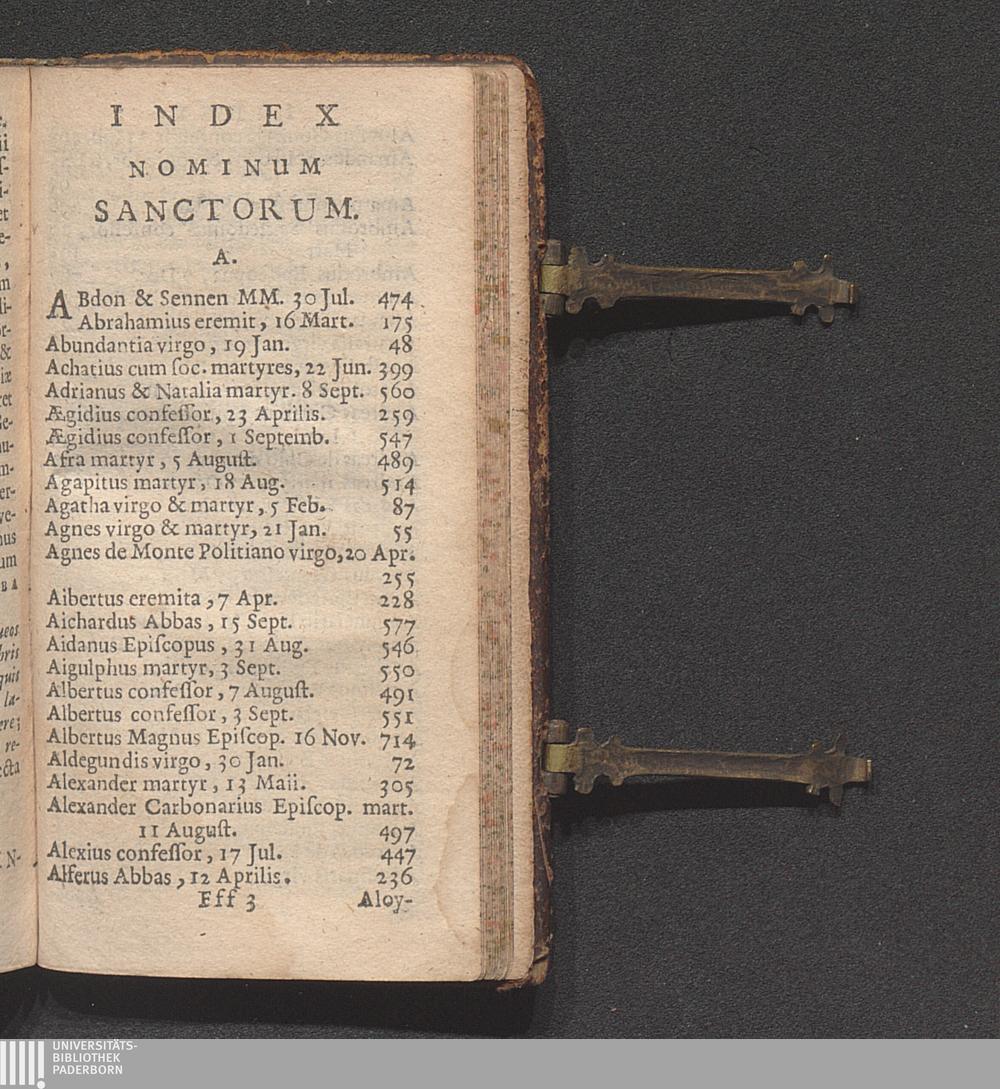 INDEX
NOMINUM
SANCTORUM.
A.
ABdon & Sennen MM. 30 Jul. 474
Abrahamius eremit, 16 Mart. 175
Abundantia virgo, 19 Jan. 48
Achatius cum ſoc. martyres, 22 Jun. 399
Adrianus & Natalia martyr. 8 Sept. 560
Ægidius confeſſor, 23 Aprilis. 259
Ægidius confeſſor, 1 Septemb. 547
Afra martyr, 5 Auguſt. 489
Agapitus martyr, 18 Aug. 514
Agatha virgo & martyr, 5 Feb. 87
Agnes virgo & martyr, 21 Jan. 55
Agnes de Monte Politiano virgo, 20 Apr.
255
Aibertus eremita, 7 Apr. 228
Aichardus Abbas, 15 Sept. 577
Aidanus Epiſcopus, 31 Aug. 546
Aigulphus martyr, 3 Sept. 550
Albertus confeſſor, 7 Auguſt. 491
Albertus confeſſor, 3 Sept. 551
Albertus Magnus Epiſcop. 16 Nov. 714
Aldegundis virgo, 30 Jan. 72
Alexander martyr, 13 Maii. 305
Alexander Carbonarius Epiſcop. mart.
11 Auguſt. 497
Alexius confeſſor, 17 Jul. 447
Alferus Abbas, 12 Aprilis. 236
Eff 3 Aloy-
UNIVERSITÄTS-
BIBLIOTHEK
PADERBORN